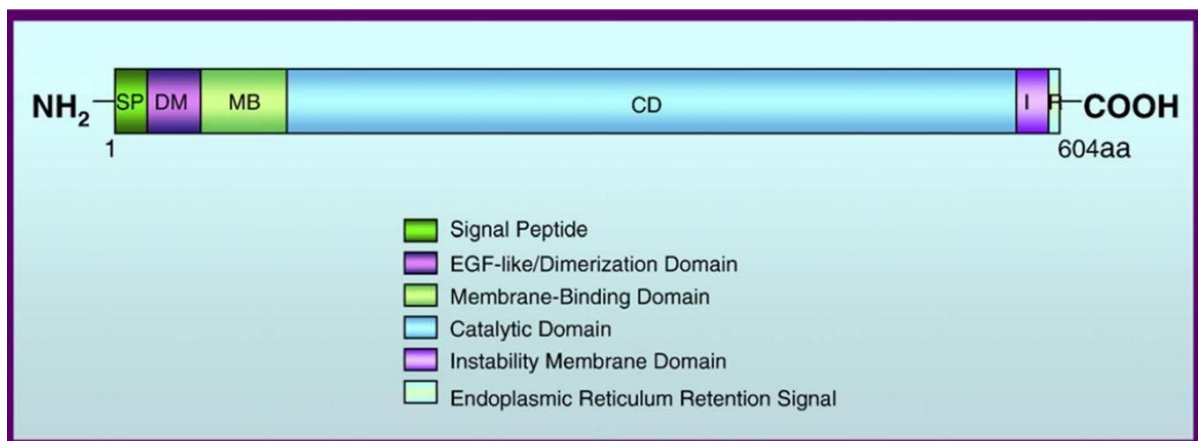 NH2 SP DM MB CD I R COOH
1 604aa
Signal Peptide
EGF-like/Dimerization Domain
Membrane-Binding Domain
Catalytic Domain
Instability Membrane Domain
Endoplasmic Reticulum Retention Signal